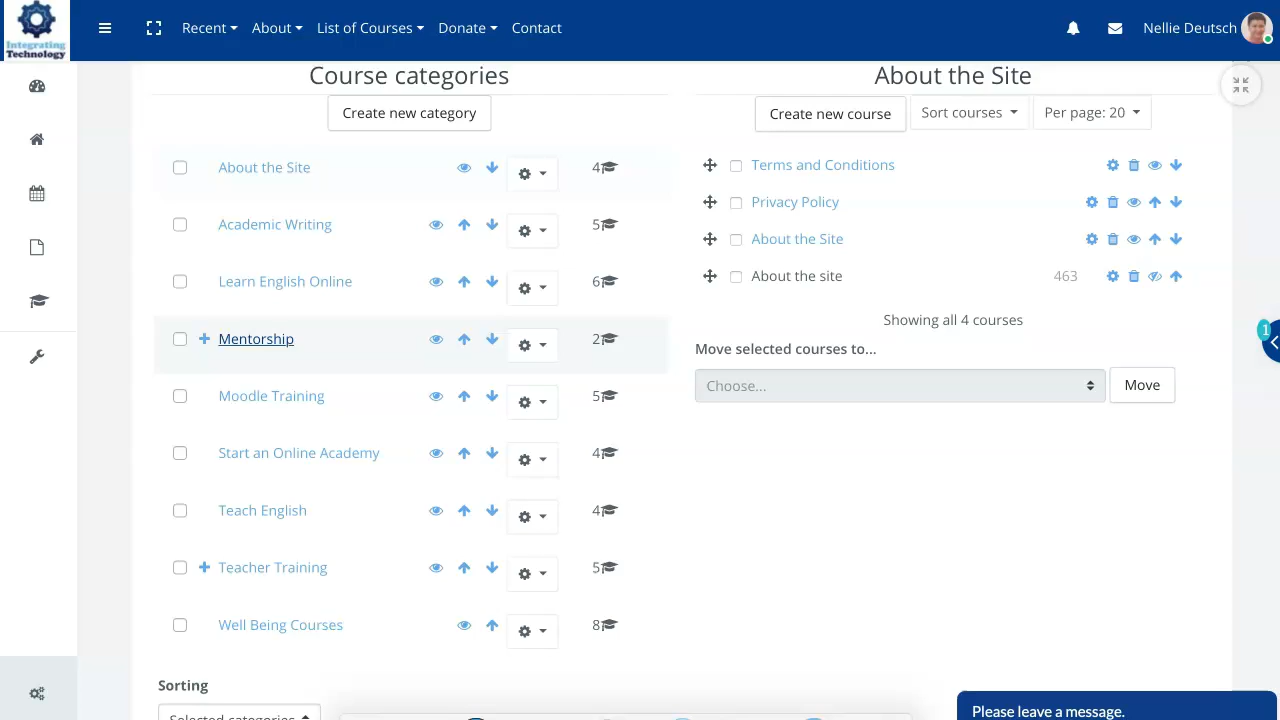 Integrating
Technology
Recent
About
List of Courses
Donate
Contact
Nellie Deutsch
Course categories
Create new category
About the Site 4
Academic Writing 5
Learn English Online 6
Mentorship 2
Moodle Training 5
Start an Online Academy 4
Teach English 4
Teacher Training 5
Well Being Courses 8
Sorting
Selected categories
About the Site
Create new course
Sort courses
Per page: 20
Terms and Conditions
Privacy Policy
About the Site
About the site 463
Showing all 4 courses
Move selected courses to...
Choose...
Move
1
Please leave a message.